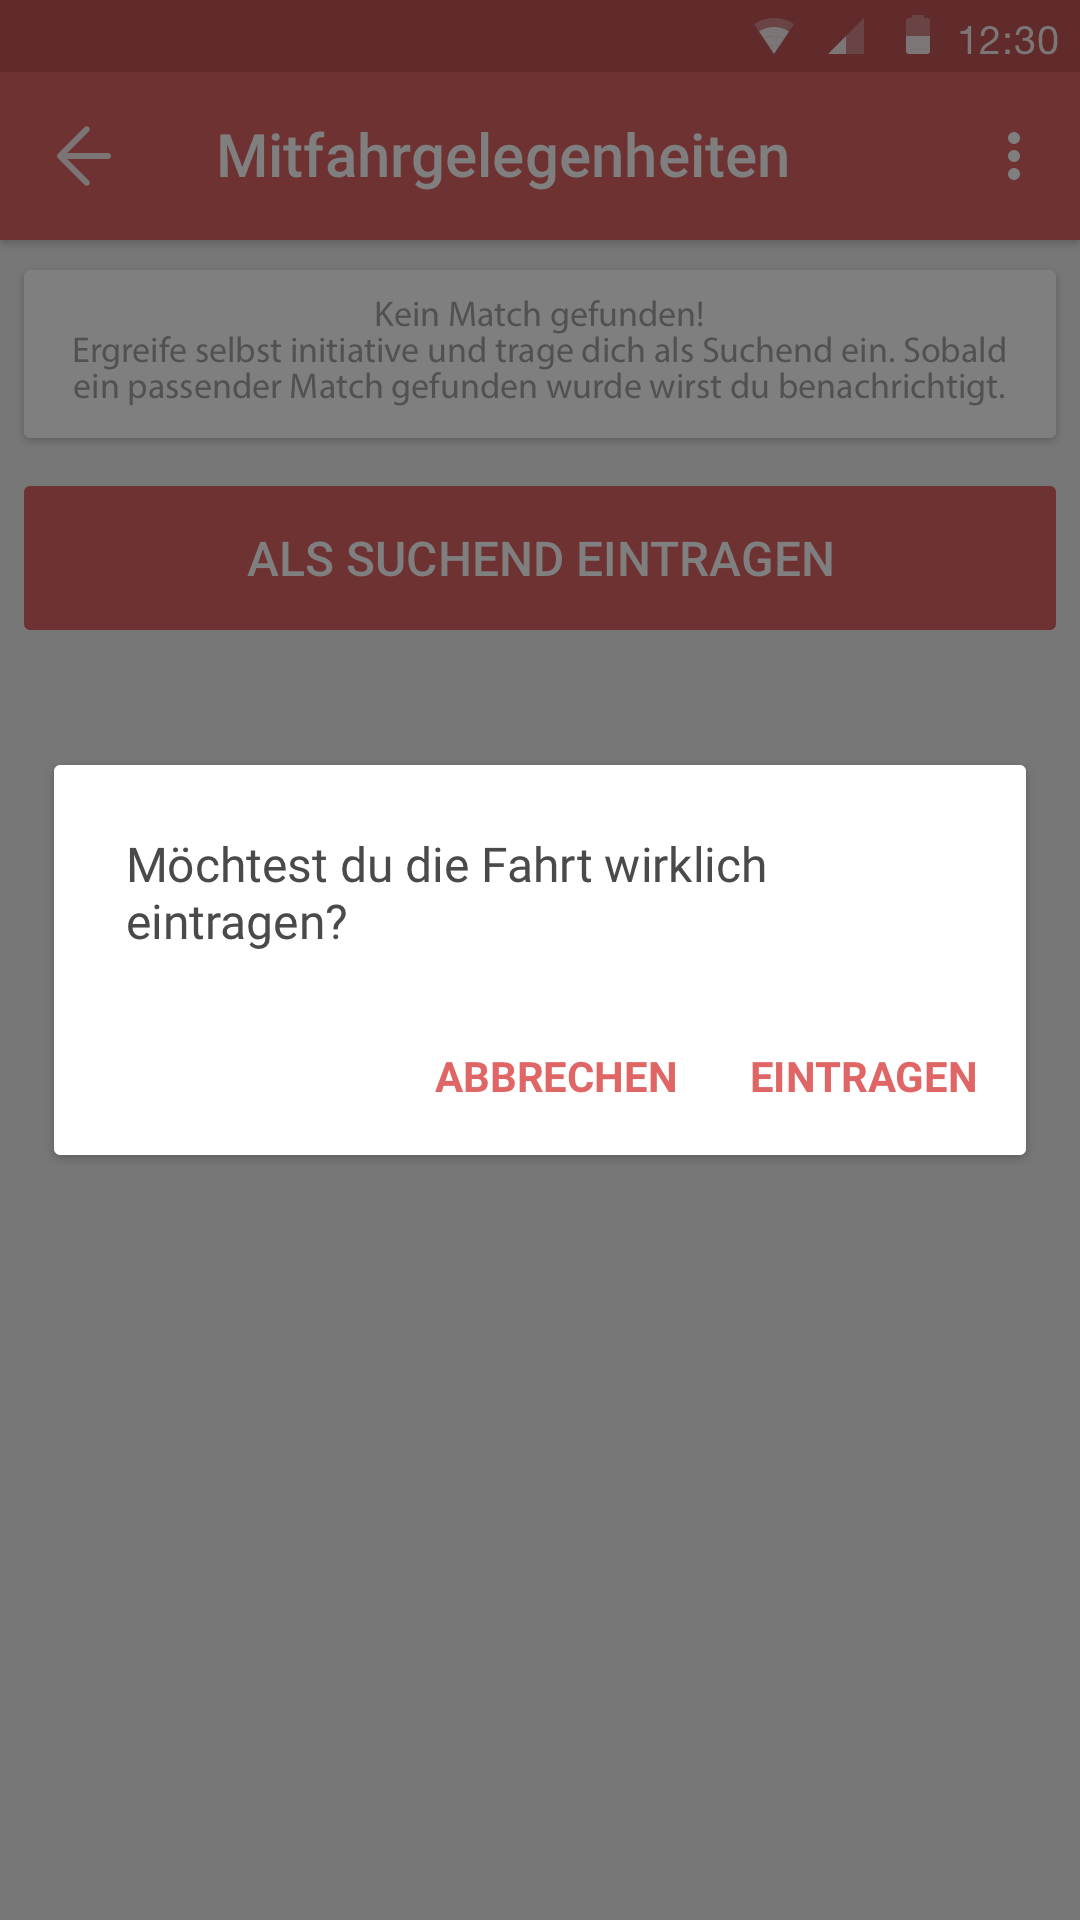 12:30
Mitfahrgelegenheiten
Kein Match gefunden!
Ergreife selbst initiative und trage dich als Suchend ein. Sobald
ein passender Match gefunden wurde wirst du benachrichtigt.
ALS SUCHEND EINTRAGEN
Möchtest du die Fahrt wirklich
eintragen?
ABBRECHEN EINTRAGEN